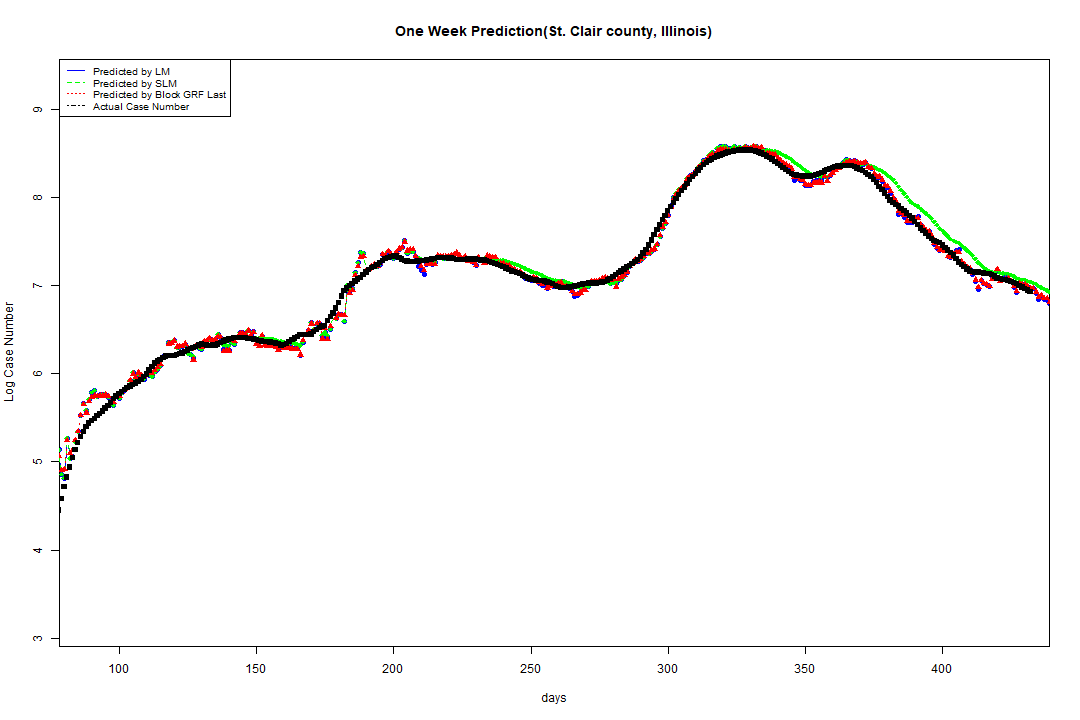 One Week Prediction(St. Clair county, Illinois)
Predicted by LM
Predicted by SLM
Predicted by Block GRF Last
Actual Case Number
Log Case Number
9
8
7
6
5
4
3
100 150 200 250 300 350 400
days